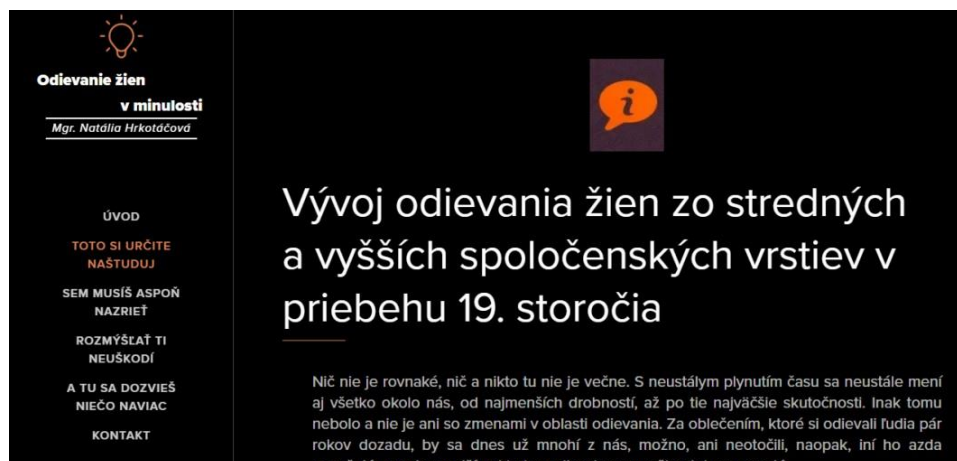 Odievanie žien
v minulosti
Mgr. Natália Hrkotáčová
ÚVOD
TOTO SI URČITE
NAŠTUDUJ
SEM MUSÍŠ ASPOŇ
NAZRIEŤ
ROZMÝŠĽAŤ TI
NEUŠKODÍ
A TU SA DOZVIEŠ
NIEČO NAVIAC
KONTAKT
i
Vývoj odievania žien zo stredných
a vyšších spoločenských vrstiev v
priebehu 19. storočia
Nič nie je rovnaké, nič a nikto tu nie je večne. S neustálym plynutím času sa neustále mení
aj všetko okolo nás, od najmenších drobností, až po tie najväčšie skutočnosti. Inak tomu
nebolo a nie je ani so zmenami v oblasti odievania. Za oblečením, ktoré si odievali ľudia pár
rokov dozadu, by sa dnes už mnohí z nás, možno, ani neotočili, naopak, iní ho azda